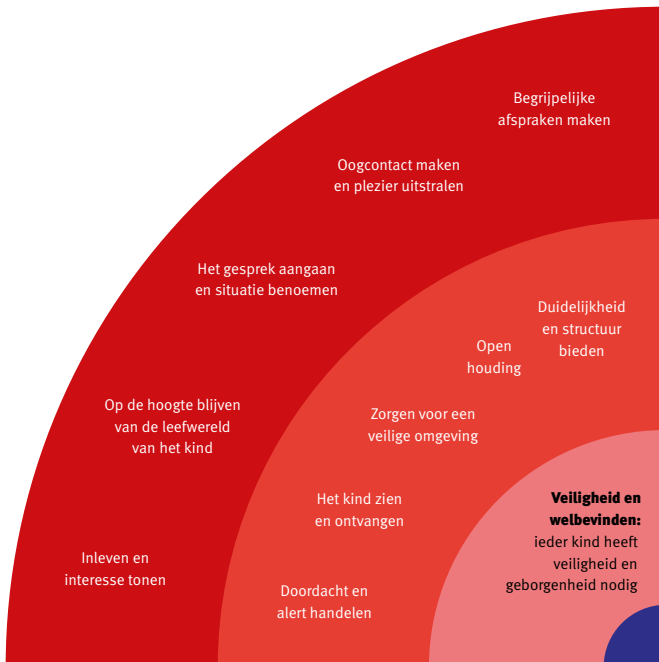 Begrijpelijke
afspraken maken
Oogcontact maken
en plezier uitstralen
Het gesprek aangaan
en situatie benoemen
Op de hoogte blijven
van de leefwereld
van het kind
Inleven en
interesse tonen
Duidelijkheid
en structuur
bieden
Open
houding
Zorgen voor een
veilige omgeving
Het kind zien
en ontvangen
Doordacht en
alert handelen
Veiligheid en
welbevinden:
ieder kind heeft
veiligheid en
geborgenheid nodig